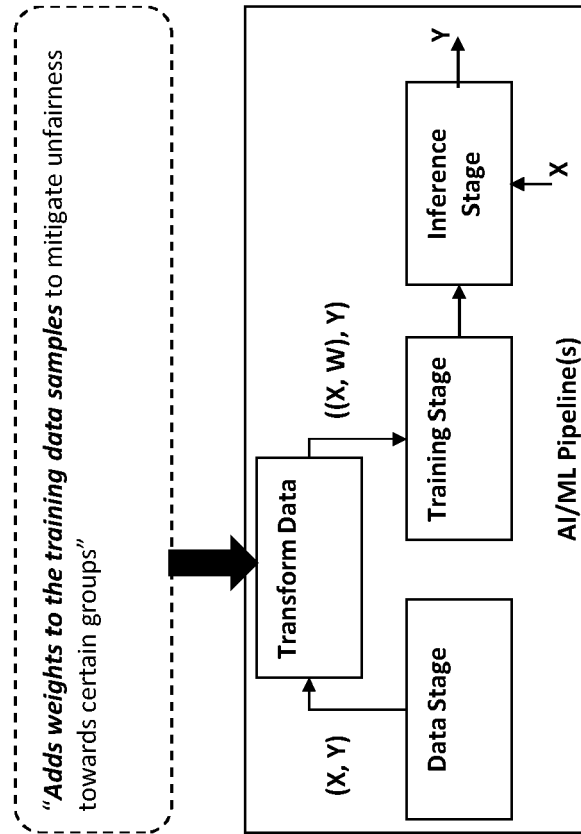 “Adds weights to the training data samples to mitigate unfairness
towards certain groups”
Transform Data
(X, Y)
((X, W), Y)
Data Stage
Training Stage
Inference
Stage
Y
X
AI/ML Pipeline(s)